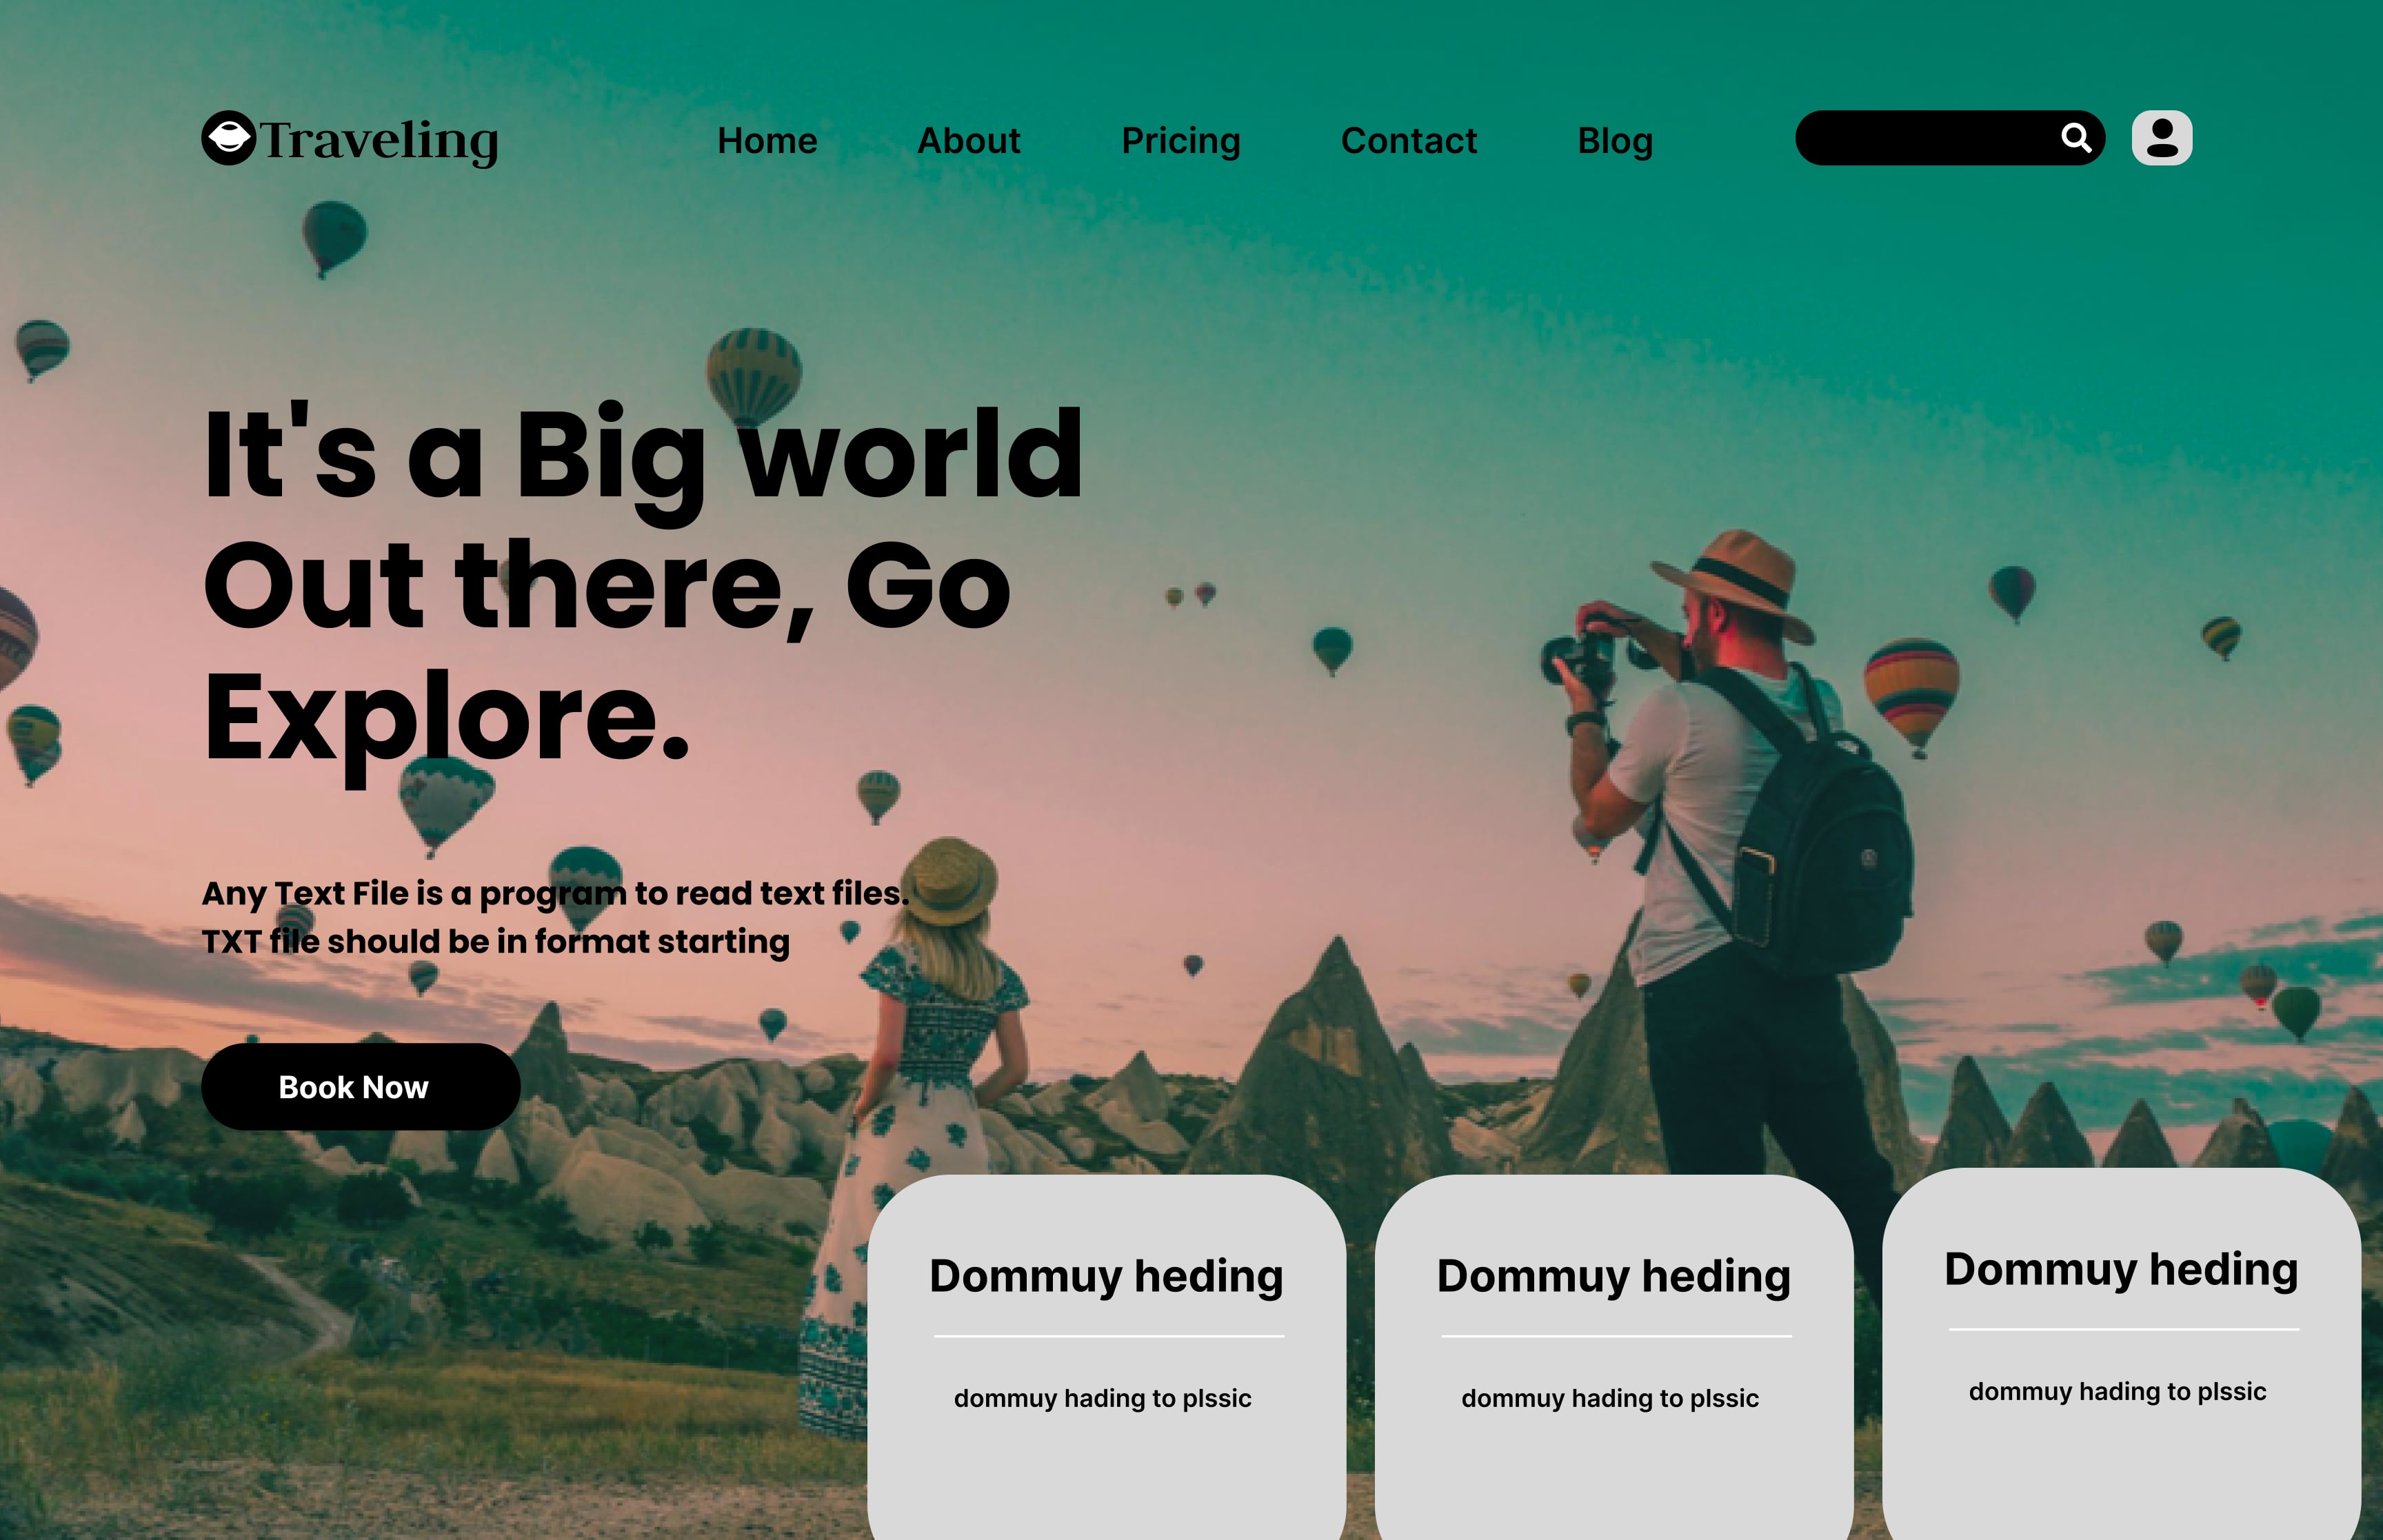 Traveling
Home
About
Pricing
Contact
Blog
It's a Big world
Out there, Go
Explore.
Any Text File is a program to read text files.
TXT file should be in format starting
Book Now
Dommuy heding
dommuy hading to plssic
Dommuy heding
dommuy hading to plssic
Dommuy heding
dommuy hading to plssic